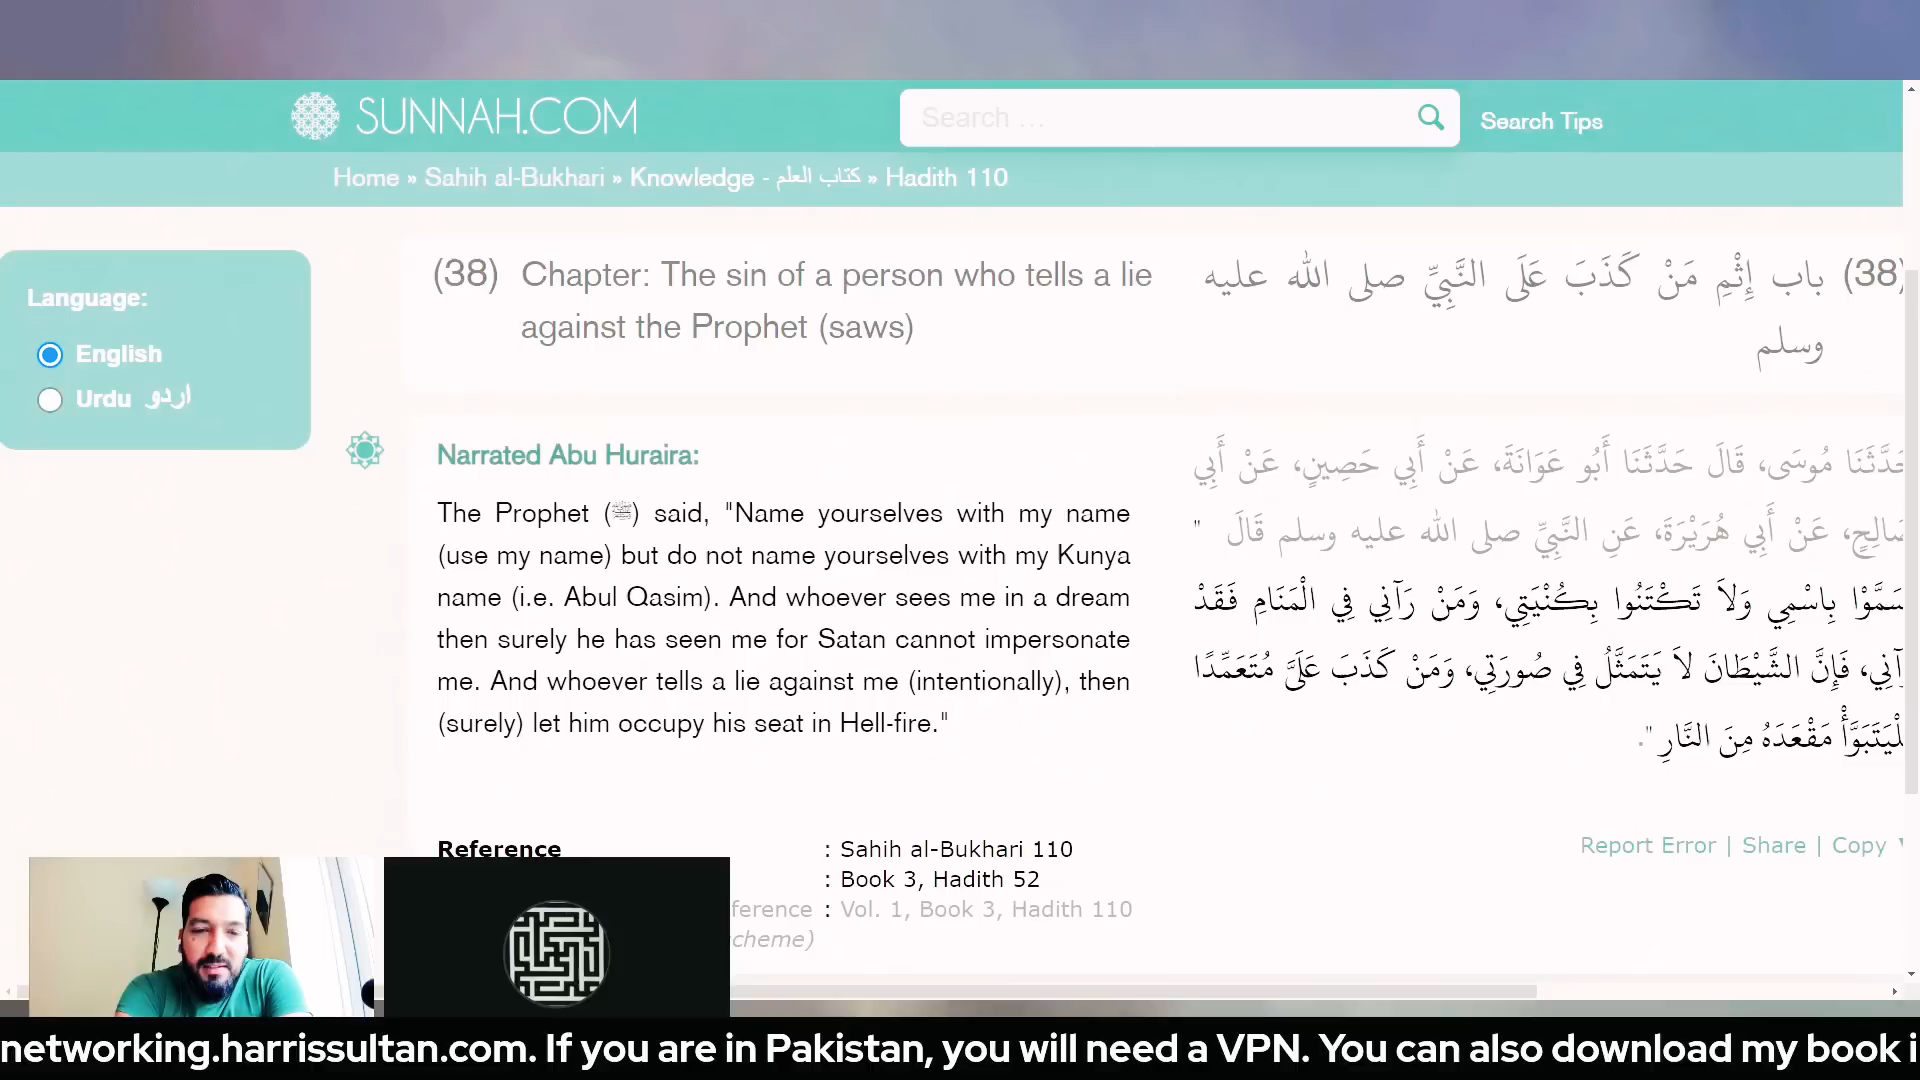 SUNNAH.COM
Search ...
Search Tips
Home » Sahih al-Bukhari » Knowledge - كتاب العلم » Hadith 110
Language:
English
Urdu اردو
(38) Chapter: The sin of a person who tells a lie
against the Prophet (saws)
(38) باب إِثْمِ مَنْ كَذَبَ عَلَى النَّبِيِّ صلى الله عليه
وسلم
Narrated Abu Huraira:
The Prophet (ﷺ) said, "Name yourselves with my name
(use my name) but do not name yourselves with my Kunya
name (i.e. Abul Qasim). And whoever sees me in a dream
then surely he has seen me for Satan cannot impersonate
me. And whoever tells a lie against me (intentionally), then
(surely) let him occupy his seat in Hell-fire."
حَدَّثَنَا مُوسَى، قَالَ حَدَّثَنَا أَبُو عَوَانَةَ، عَنْ أَبِي حَصِينٍ، عَنْ أَبِي
صَالِحٍ، عَنْ أَبِي هُرَيْرَةَ، عَنِ النَّبِيِّ صلى الله عليه وسلم قَالَ "
سَمَّوْا بِاسْمِي وَلاَ تَكْتَنُوا بِكُنْيَتِي، وَمَنْ رَآنِي فِي الْمَنَامِ فَقَدْ
آنِي، فَإِنَّ الشَّيْطَانَ لاَ يَتَمَثَّلُ فِي صُورَتِي، وَمَنْ كَذَبَ عَلَىَّ مُتَعَمِّدًا
لْيَتَبَوَّأْ مَقْعَدَهُ مِنَ النَّارِ ".
Reference : Sahih al-Bukhari 110
: Book 3, Hadith 52
ference : Vol. 1, Book 3, Hadith 110
cheme)
Report Error | Share | Copy
networking.harrissultan.com. If you are in Pakistan, you will need a VPN. You can also download my book i